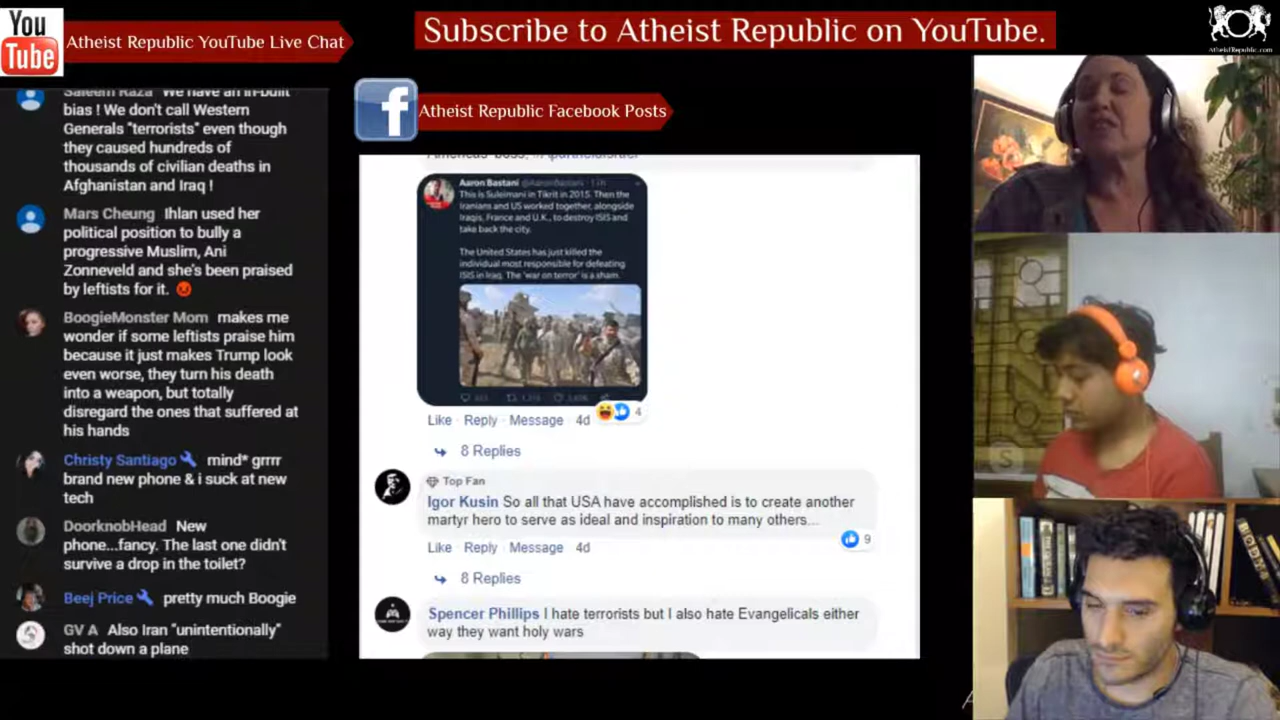 You
Tube
Atheist Republic YouTube Live Chat
Subscribe to Atheist Republic on YouTube.
AtheistRepublic.com
Saleem Raza We have an in-built
bias ! We don't call Western
Generals "terrorists" even though
they caused hundreds of
thousands of civilian deaths in
Afghanistan and Iraq !
Mars Cheung Ihlan used her
political position to bully a
progressive Muslim, Ani
Zonneveld and she's been praised
by leftists for it.
BoogieMonster Mom makes me
wonder if some leftists praise him
because it just makes Trump look
even worse, they turn his death
into a weapon, but totally
disregard the ones that suffered at
his hands
Christy Santiago mind* grrr
brand new phone & i suck at new
tech
DoorknobHead New
phone...fancy. The last one didn't
survive a drop in the toilet?
Beej Price pretty much Boogie
GV A Also Iran "unintentionally"
shot down a plane
f
Atheist Republic Facebook Posts
Americas' boss, #ApartheidIsrael
Aaron Bastani @AaronBastani
This is Suleimani in Tikrit in 2015. Then the
Iranians and US worked together, alongside
Iraqis, France and U.K., to destroy ISIS and
take back the city.
The United States has just killed the
individual most responsible for defeating
ISIS in Iraq. The 'war on terror' is a sham.
Like · Reply · Message · 4d
4
8 Replies
Top Fan
Igor Kusin So all that USA have accomplished is to create another
martyr hero to serve as ideal and inspiration to many others...
9
Like · Reply · Message 4d
8 Replies
Spencer Phillips I hate terrorists but I also hate Evangelicals either
way they want holy wars
S